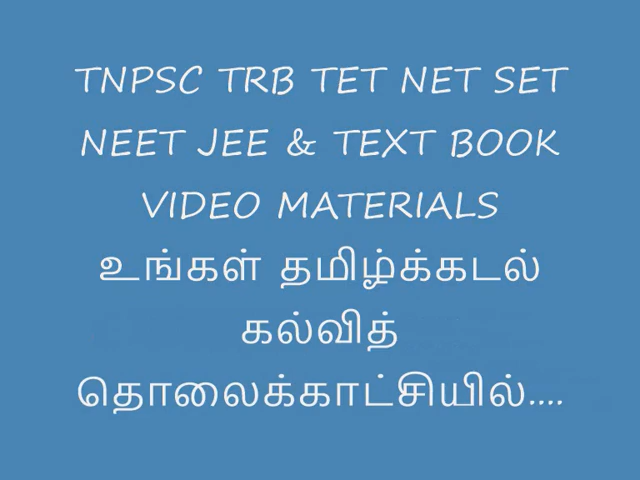 TNPSC TRB TET NET SET
NEET JEE & TEXT BOOK
VIDEO MATERIALS
உங்கள் தமிழ்க்கடல்
கல்வித்
தொலைக்காட்சியில்....